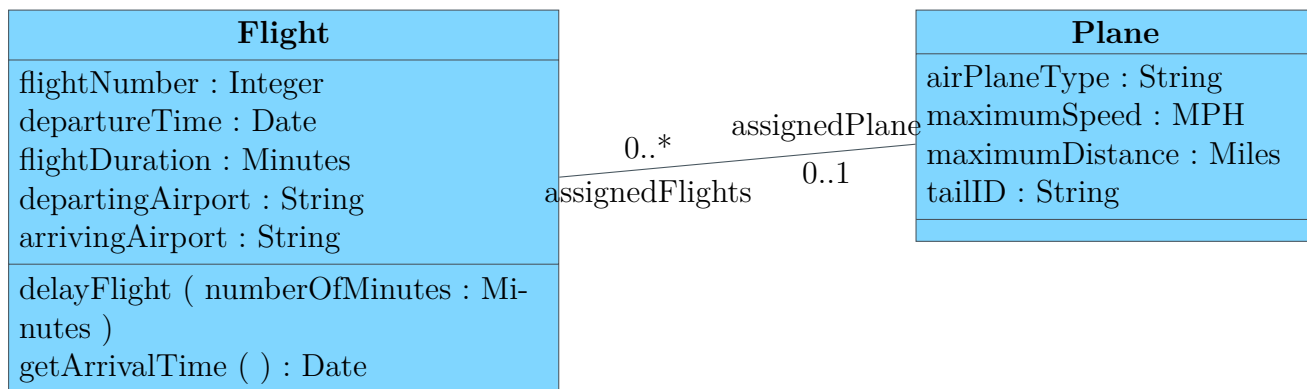 Flight
flightNumber : Integer
departureTime : Date
flightDuration : Minutes
departingAirport : String
arrivingAirport : String
delayFlight ( numberOfMinutes : Mi-
nutes )
getArrivalTime ( ) : Date
0..*
assignedFlights
assignedPlane
0..1
Plane
airPlaneType : String
maximumSpeed : MPH
maximumDistance : Miles
tailID : String